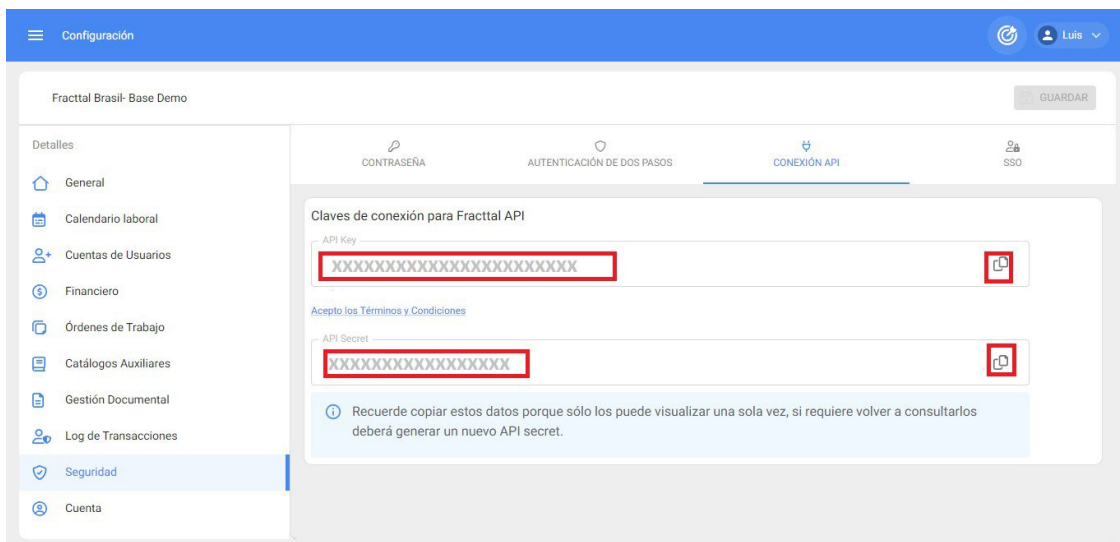 Configuración
Luis
Fracttal Brasil- Base Demo
GUARDAR
Detalles
General
Calendario laboral
Cuentas de Usuarios
Financiero
Órdenes de Trabajo
Catálogos Auxiliares
Gestión Documental
Log de Transacciones
Seguridad
Cuenta
CONTRASEÑA
AUTENTICACIÓN DE DOS PASOS
CONEXIÓN API
SSO
Claves de conexión para Fracttal API
API Key
XXXXXXXXXXXXXXXXXXXXXXX
Acepto los Términos y Condiciones
API Secret
XXXXXXXXXXXXXXXXX
Recuerde copiar estos datos porque sólo los puede visualizar una sola vez, si requiere volver a consultarlos
deberá generar un nuevo API secret.